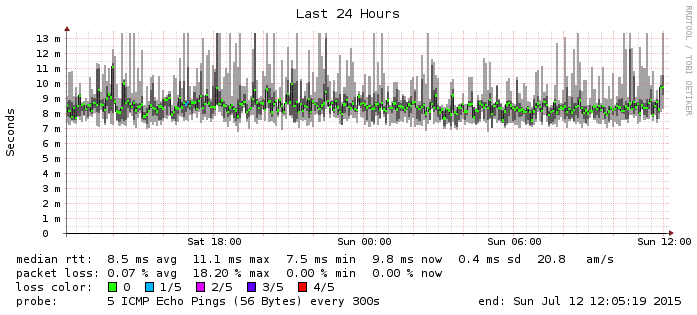 Last 24 Hours
RRDTOOL / TOBI OETIKER
Seconds
13 m
12 m
11 m
10 m
9 m
8 m
7 m
6 m
5 m
4 m
3 m
2 m
1 m
0
Sat 18:00 Sun 00:00 Sun 06:00 Sun 12:00
median rtt: 8.5 ms avg 11.1 ms max 7.5 ms min 9.8 ms now 0.4 ms sd 20.8 am/s
packet loss: 0.07 % avg 18.20 % max 0.00 % min 0.00 % now
loss color: 0 1/5 2/5 3/5 4/5
probe: 5 ICMP Echo Pings (56 Bytes) every 300s end: Sun Jul 12 12:05:19 2015